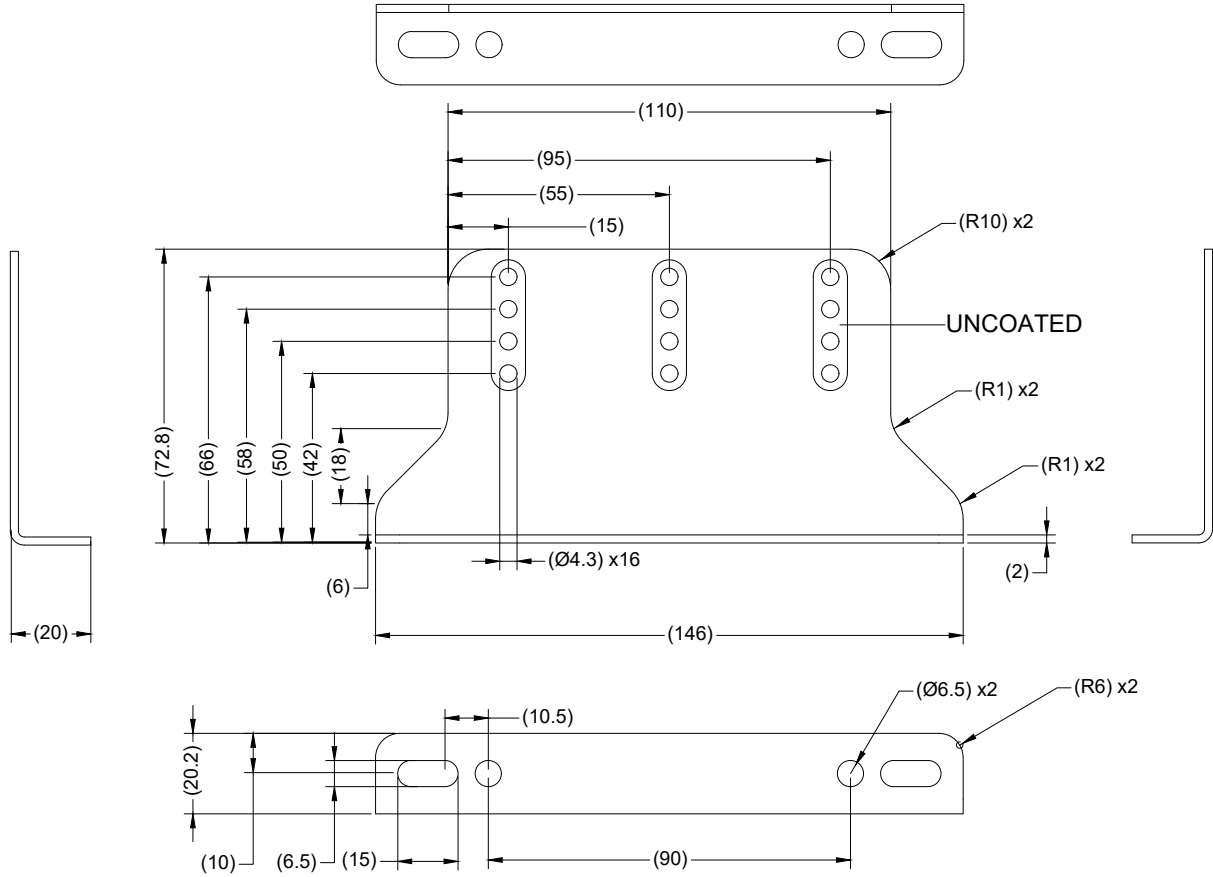 (110)
(95)
(55)
(15)
(R10) x2
UNCOATED
(R1) x2
(R1) x2
(72.8)
(66)
(58)
(50)
(42)
(18)
(6)
(Ø4.3) x16
(2)
(20)
(146)
(10.5)
(Ø6.5) x2
(R6) x2
(20.2)
(10)
(6.5)
(15)
(90)